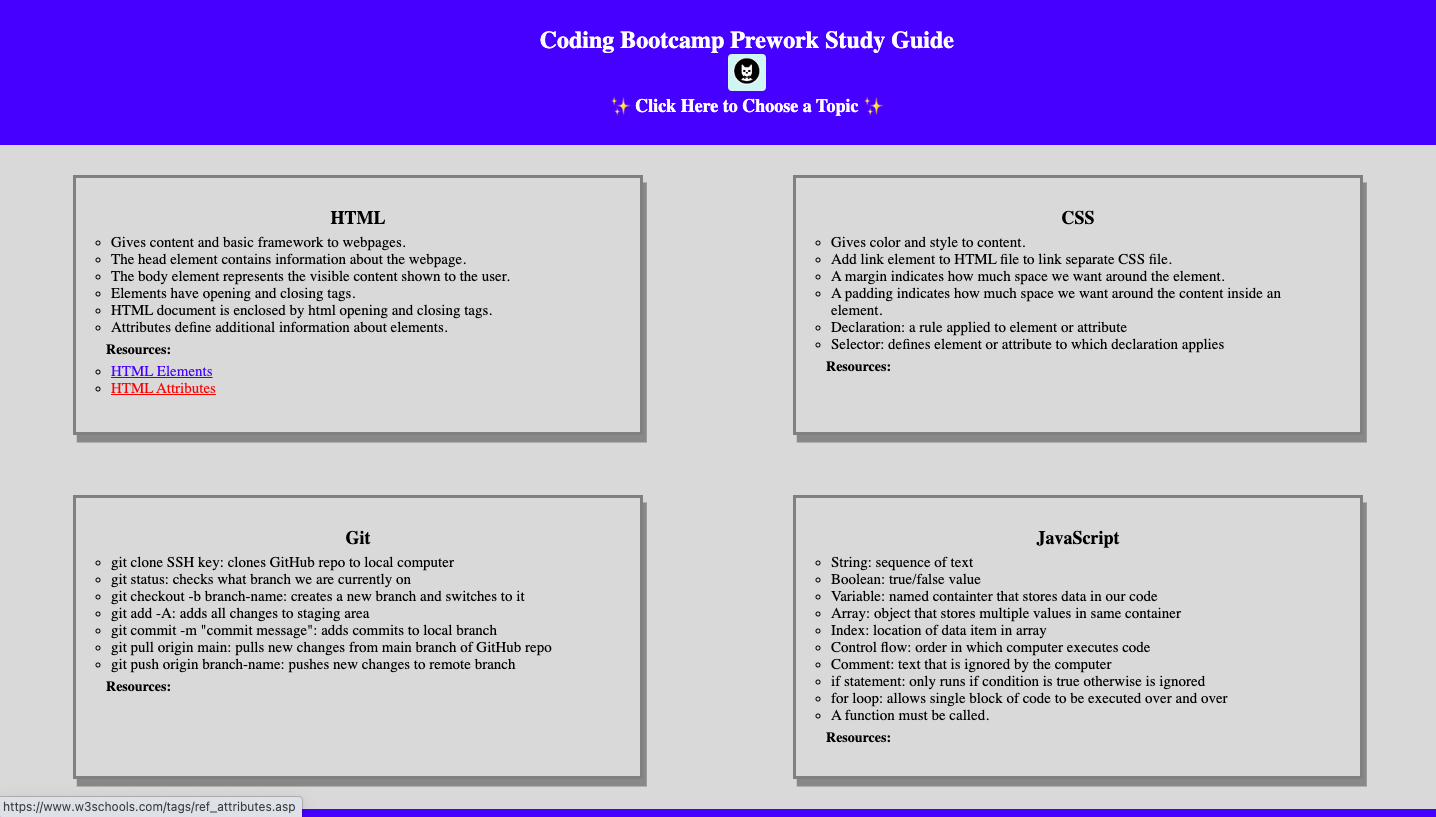 Coding Bootcamp Prework Study Guide
✨ Click Here to Choose a Topic ✨
HTML
Gives content and basic framework to webpages.
The head element contains information about the webpage.
The body element represents the visible content shown to the user.
Elements have opening and closing tags.
HTML document is enclosed by html opening and closing tags.
Attributes define additional information about elements.
Resources:
HTML Elements
HTML Attributes
CSS
Gives color and style to content.
Add link element to HTML file to link separate CSS file.
A margin indicates how much space we want around the element.
A padding indicates how much space we want around the content inside an
element.
Declaration: a rule applied to element or attribute
Selector: defines element or attribute to which declaration applies
Resources:
Git
git clone SSH key: clones GitHub repo to local computer
git status: checks what branch we are currently on
git checkout -b branch-name: creates a new branch and switches to it
git add -A: adds all changes to staging area
git commit -m "commit message": adds commits to local branch
git pull origin main: pulls new changes from main branch of GitHub repo
git push origin branch-name: pushes new changes to remote branch
Resources:
JavaScript
String: sequence of text
Boolean: true/false value
Variable: named containter that stores data in our code
Array: object that stores multiple values in same container
Index: location of data item in array
Control flow: order in which computer executes code
Comment: text that is ignored by the computer
if statement: only runs if condition is true otherwise is ignored
for loop: allows single block of code to be executed over and over
A function must be called.
Resources:
https://www.w3schools.com/tags/ref_attributes.asp